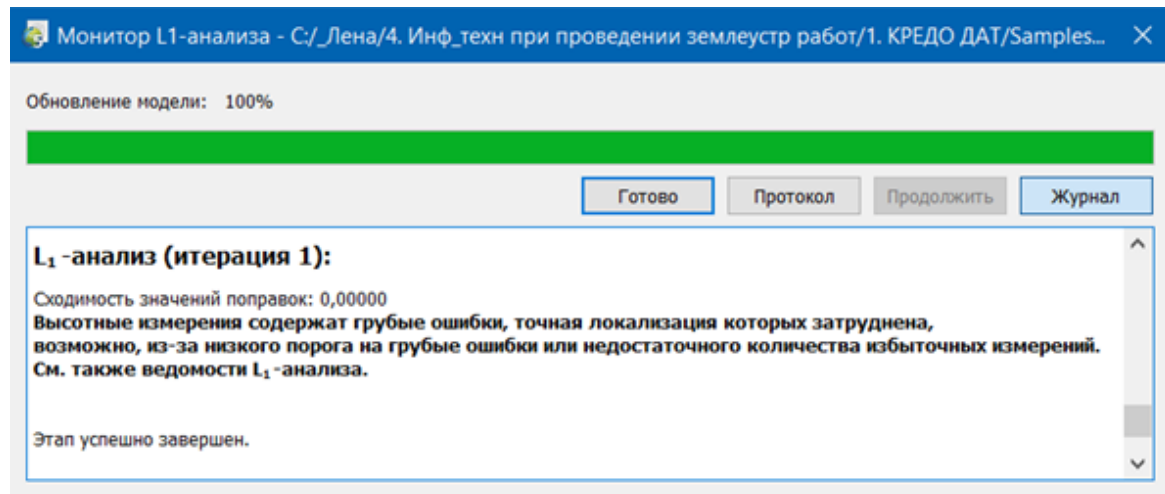 Монитор L1-анализа - C:/_Лена/4. Инф_техн при проведении землеустр работ/1. КРЕДО ДАТ/Samples...
Обновление модели: 100%
Готово Протокол Продолжить Журнал
L₁ -анализ (итерация 1):
Сходимость значений поправок: 0,00000
Высотные измерения содержат грубые ошибки, точная локализация которых затруднена,
возможно, из-за низкого порога на грубые ошибки или недостаточного количества избыточных измерений.
См. также ведомости L₁ -анализа.
Этап успешно завершен.